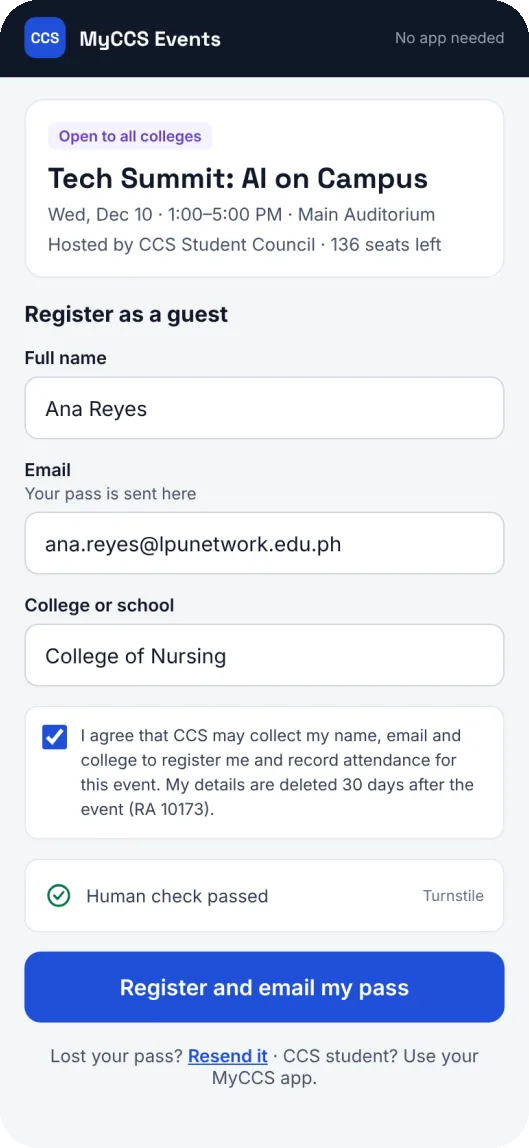 CCS MyCCS Events No app needed
Open to all colleges
Tech Summit: AI on Campus
Wed, Dec 10 · 1:00–5:00 PM · Main Auditorium
Hosted by CCS Student Council · 136 seats left
Register as a guest
Full name
Ana Reyes
Email
Your pass is sent here
ana.reyes@lpunetwork.edu.ph
College or school
College of Nursing
I agree that CCS may collect my name, email and
college to register me and record attendance for
this event. My details are deleted 30 days after the
event (RA 10173).
Human check passed Turnstile
Register and email my pass
Lost your pass? Resend it · CCS student? Use your
MyCCS app.